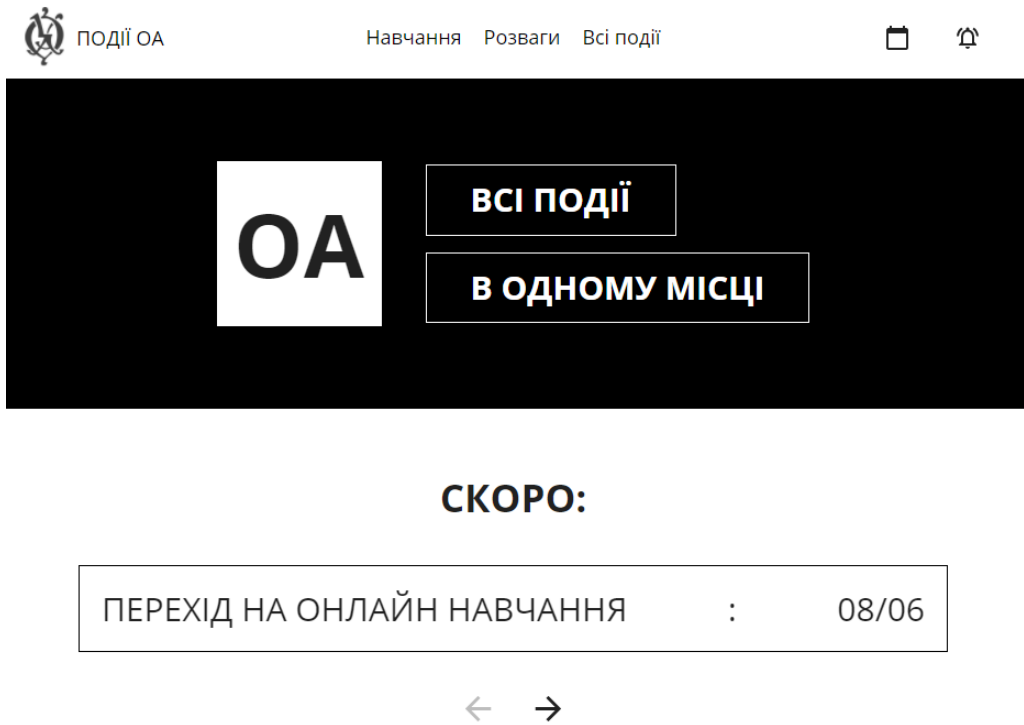 ПОДІЇ ОА
Навчання Розваги Всі події
ОА
ВСІ ПОДІЇ
В ОДНОМУ МІСЦІ
СКОРО:
ПЕРЕХІД НА ОНЛАЙН НАВЧАННЯ : 08/06